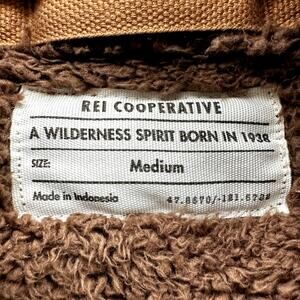 REI COOPERATIVE
A WILDERNESS SPIRIT BORN IN 1938
SIZE: Medium
Made in Indonesia